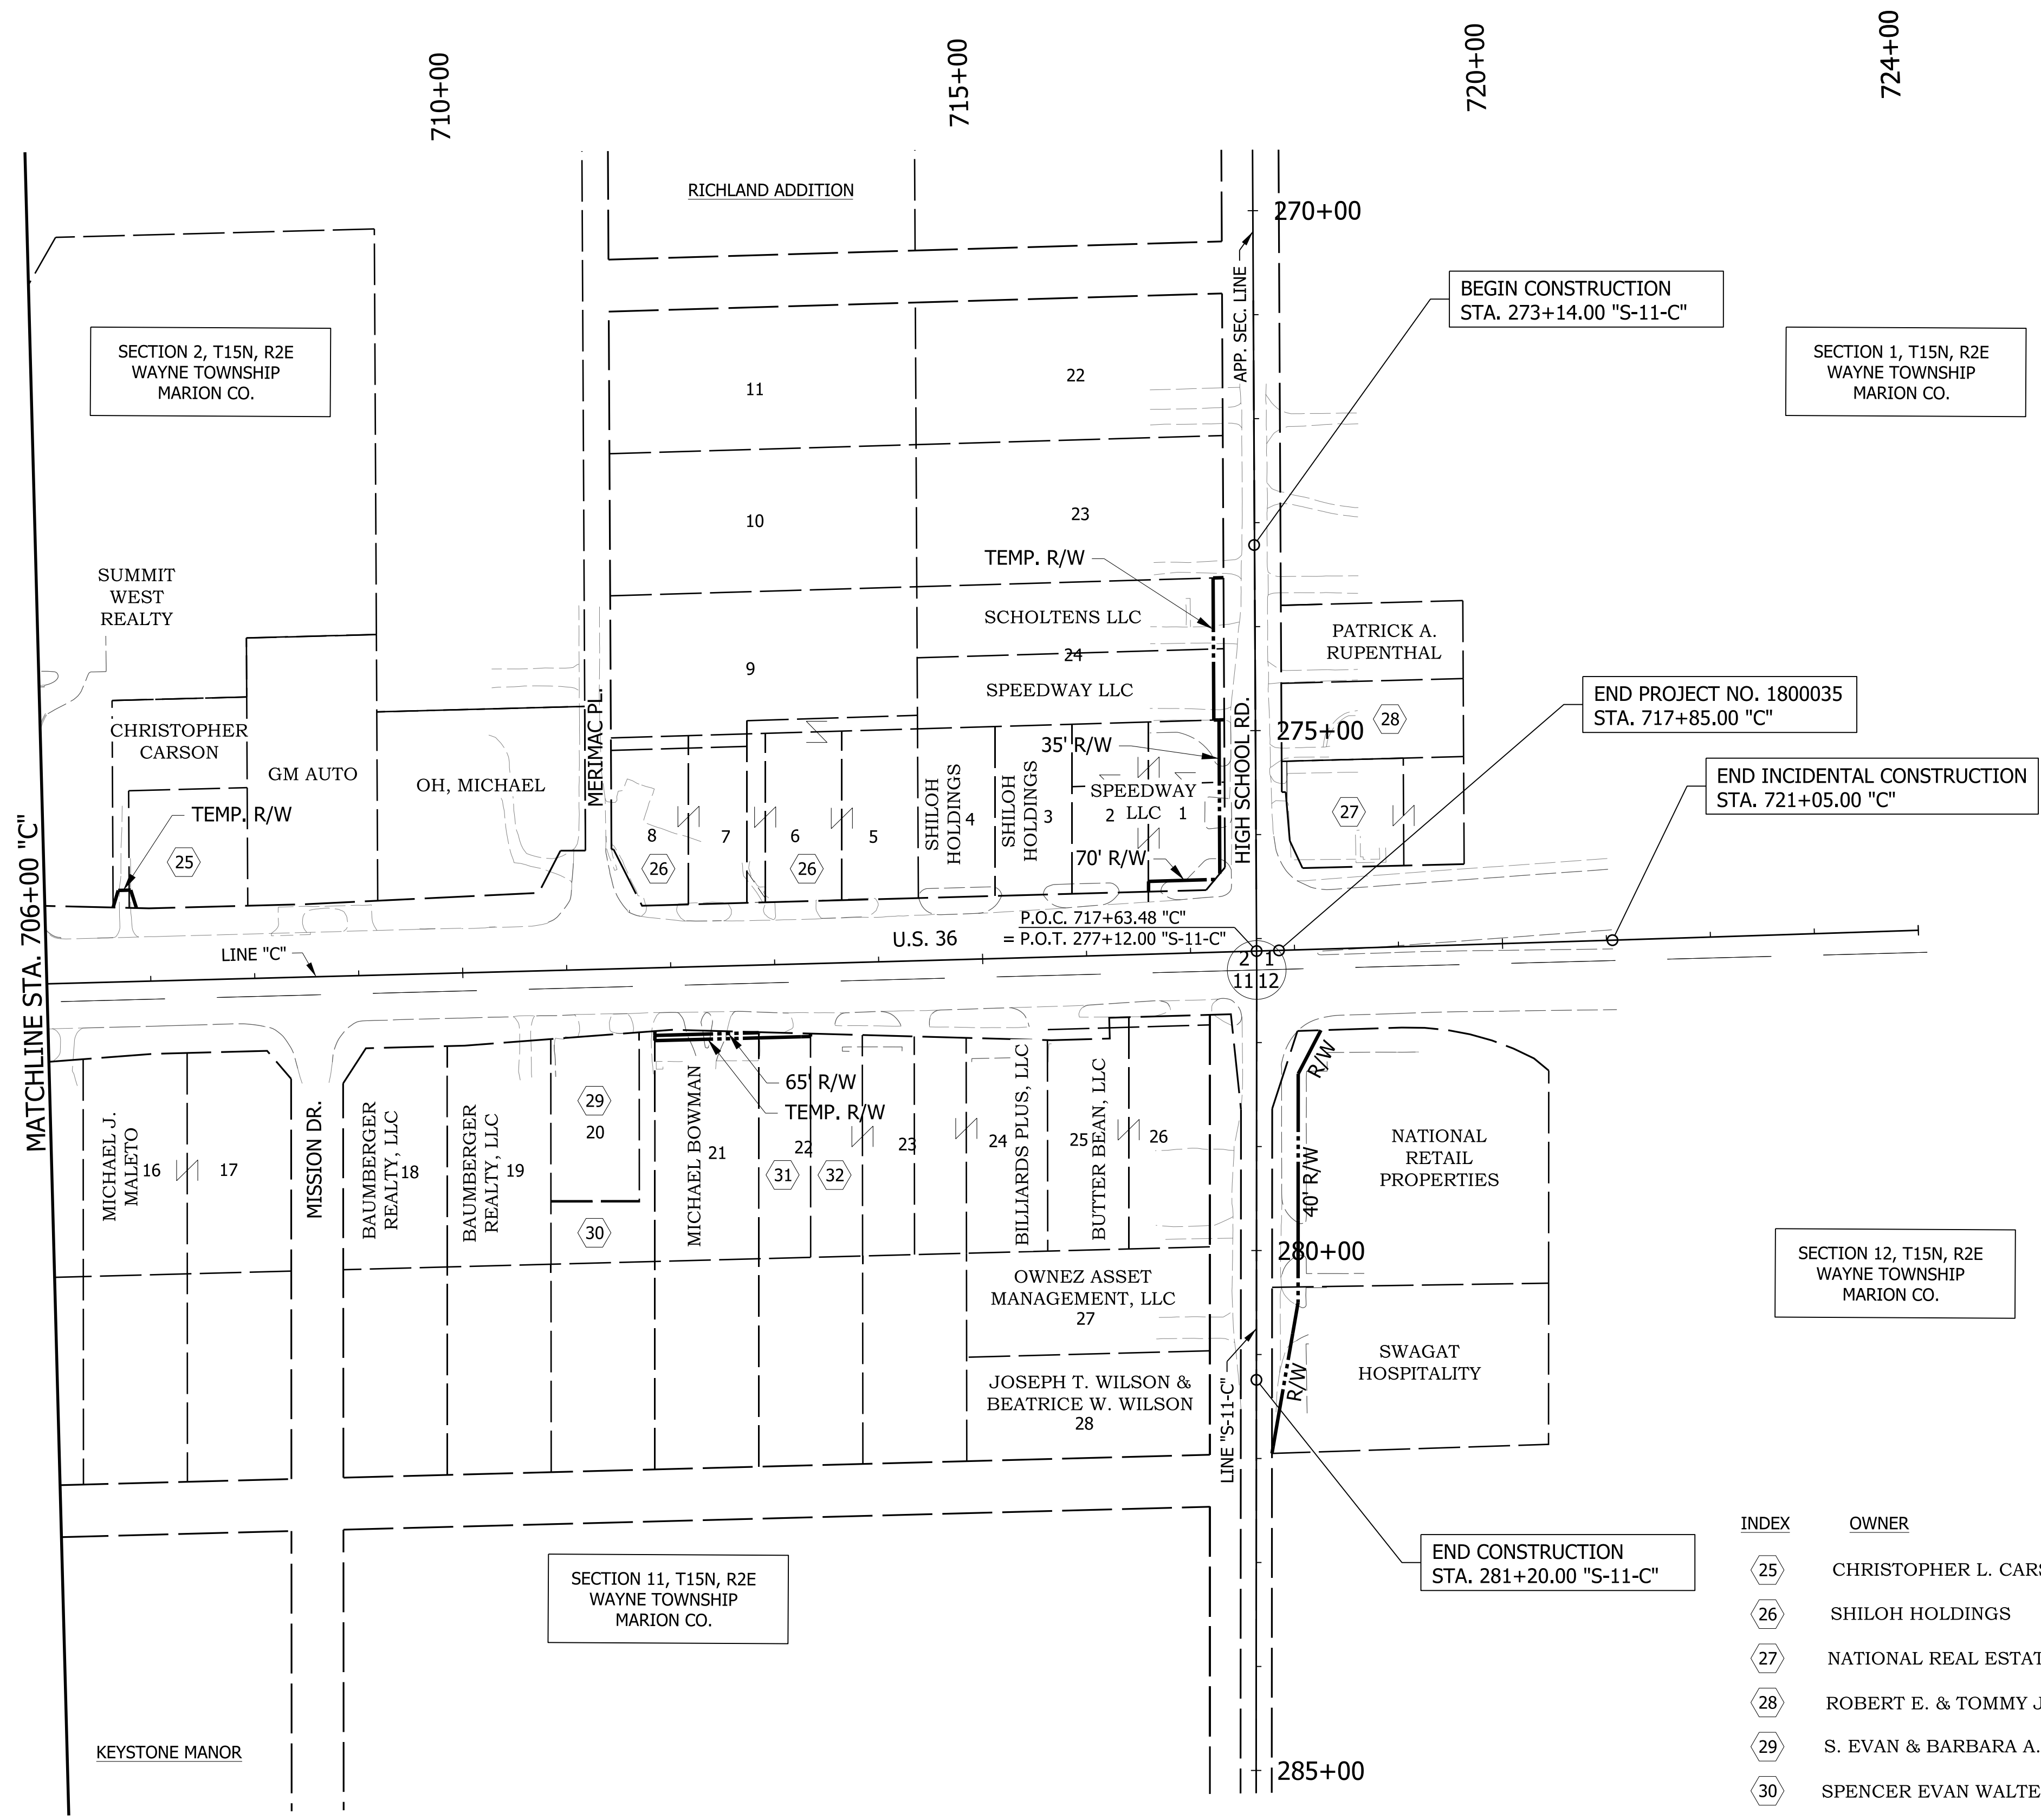 710+00
715+00
720+00
724+00
RICHLAND ADDITION
270+00
APP. SEC. LINE
BEGIN CONSTRUCTION
STA. 273+14.00 "S-11-C"
SECTION 2, T15N, R2E
WAYNE TOWNSHIP
MARION CO.
SECTION 1, T15N, R2E
WAYNE TOWNSHIP
MARION CO.
11
22
10
23
TEMP. R/W
SUMMIT
WEST
REALTY
SCHOLTENS LLC
24
SPEEDWAY LLC
9
PATRICK A.
RUPENTHAL
END PROJECT NO. 1800035
STA. 717+85.00 "C"
28
CHRISTOPHER
CARSON
GM AUTO
OH, MICHAEL
MERIMAC PL.
35' R/W
275+00
HIGH SCHOOL RD.
END INCIDENTAL CONSTRUCTION
STA. 721+05.00 "C"
TEMP. R/W
25
8
26
7
6
26
5
SHILOH
HOLDINGS
4
SHILOH
HOLDINGS
3
SPEEDWAY
2 LLC 1
27
70' R/W
MATCHLINE STA. 706+00 "C"
P.O.C. 717+63.48 "C"
= P.O.T. 277+12.00 "S-11-C"
U.S. 36
LINE "C"
2 1
11 12
65' R/W
TEMP. R/W
R/W
MICHAEL J.
MALETO
16
17
MISSION DR.
BAUMBERGER
REALTY, LLC
18
BAUMBERGER
REALTY, LLC
19
29
20
30
MICHAEL BOWMAN
21
22
31
32
23
24
BILLIARDS PLUS, LLC
25
BUTTER BEAN, LLC
26
40' R/W
NATIONAL
RETAIL
PROPERTIES
280+00
SECTION 12, T15N, R2E
WAYNE TOWNSHIP
MARION CO.
OWNEZ ASSET
MANAGEMENT, LLC
27
SWAGAT
HOSPITALITY
R/W
JOSEPH T. WILSON &
BEATRICE W. WILSON
28
LINE "S-11-C"
END CONSTRUCTION
STA. 281+20.00 "S-11-C"
SECTION 11, T15N, R2E
WAYNE TOWNSHIP
MARION CO.
KEYSTONE MANOR
285+00
INDEX OWNER
25 CHRISTOPHER L.
26 SHILOH HOLDINGS
27 NATIONAL REAL
28 ROBERT E. & TOMMY
29 S. EVAN & BARBARA A.
30 SPENCER EVAN